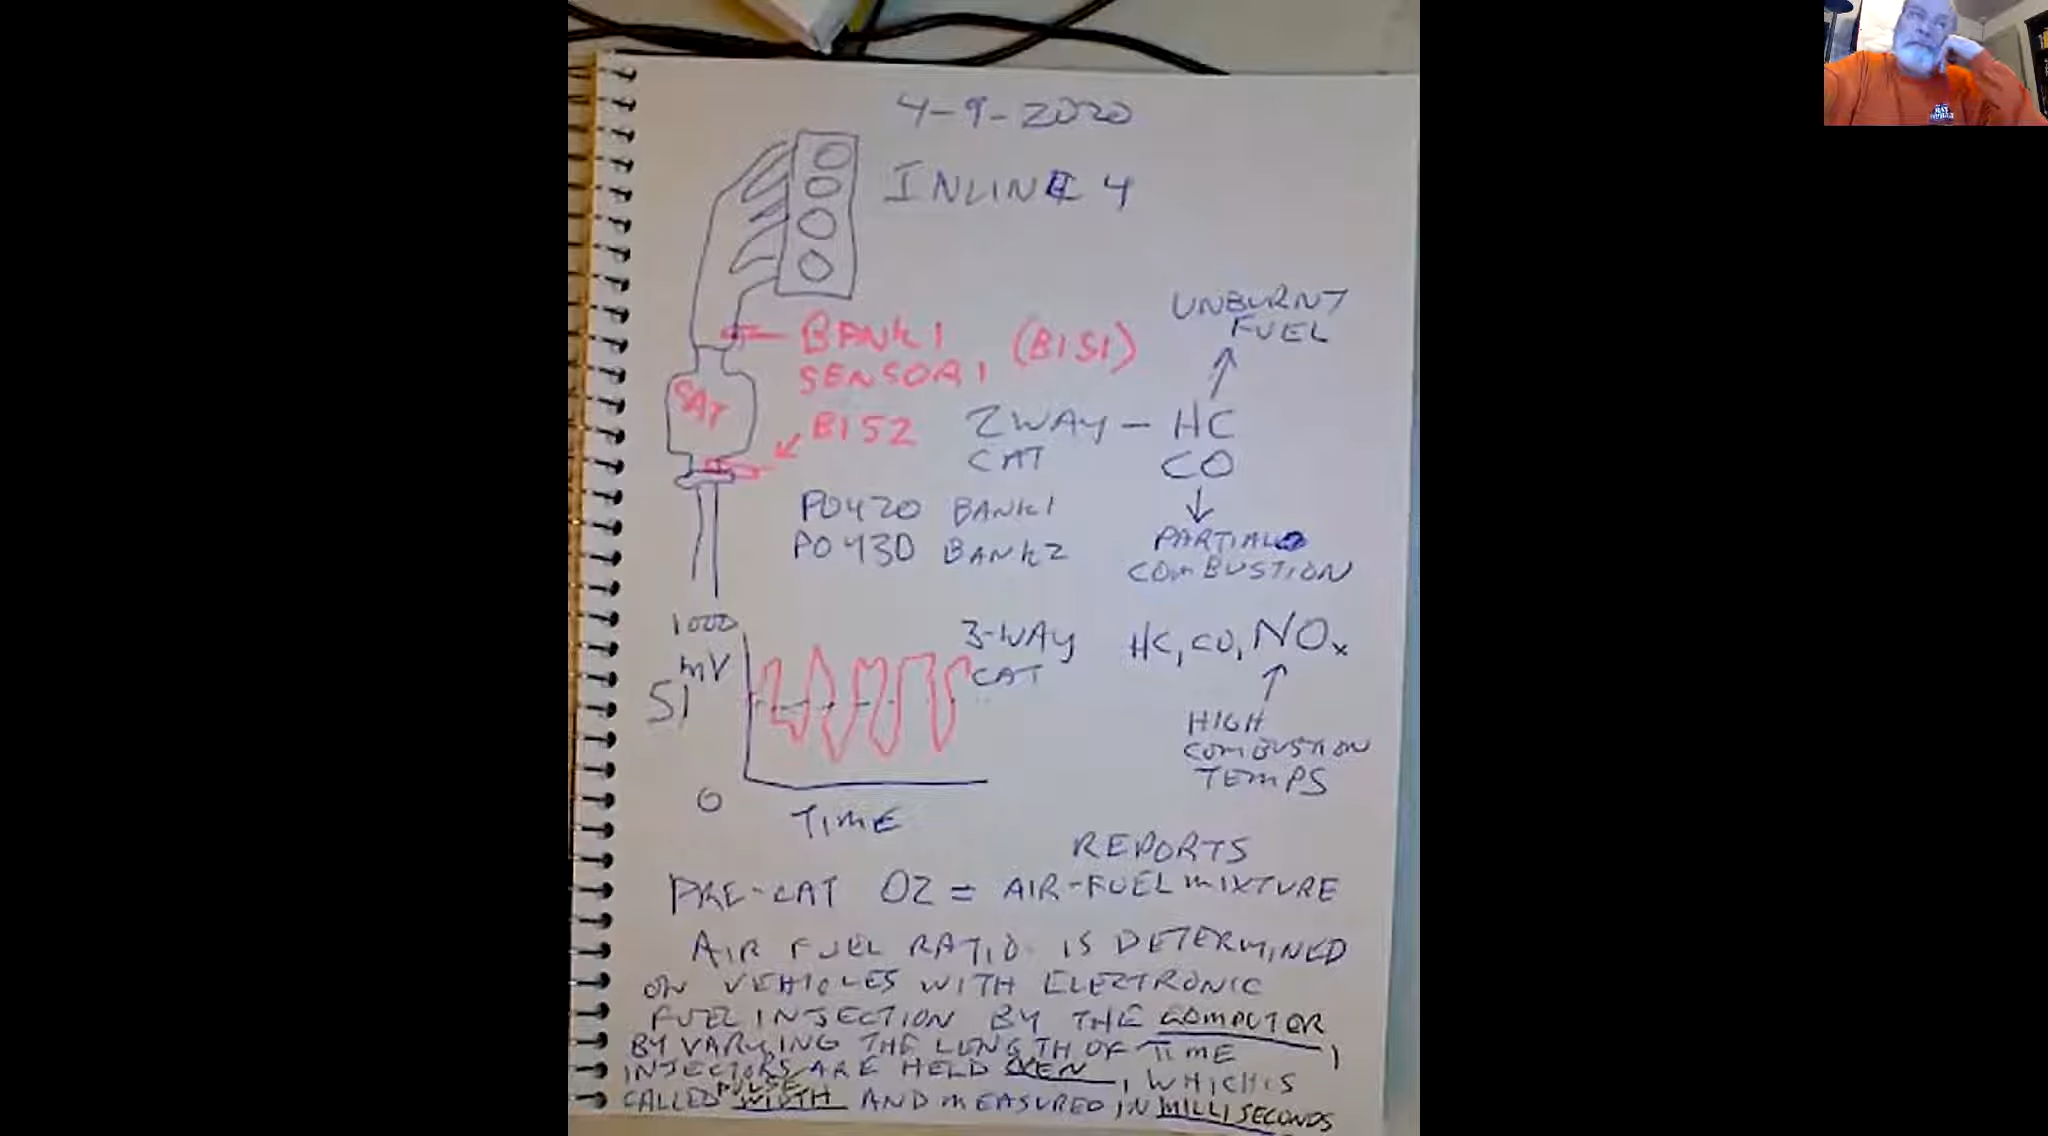 4-9-2020
INLINE 4
UNBURNT
FUEL
BANK 1
SENSOR 1 (B1S1)
CAT
B1S2
2 WAY - HC
CAT CO
P0420 BANK 1
P0430 BANK 2
PARTIAL
COMBUSTION
1000
mV
S1
3-WAY HC, CO, NOx
CAT
HIGH
COMBUSTION
TEMPS
0
TIME
REPORTS
PRE-CAT O2 = AIR-FUEL MIXTURE
AIR FUEL RATIO IS DETERMINED
ON VEHICLES WITH ELECTRONIC
FUEL INJECTION BY THE COMPUTER,
BY VARYING THE LENGTH OF TIME
INJECTORS ARE HELD OPEN, WHICH IS
CALLED PULSE WIDTH AND MEASURED IN MILLISECONDS